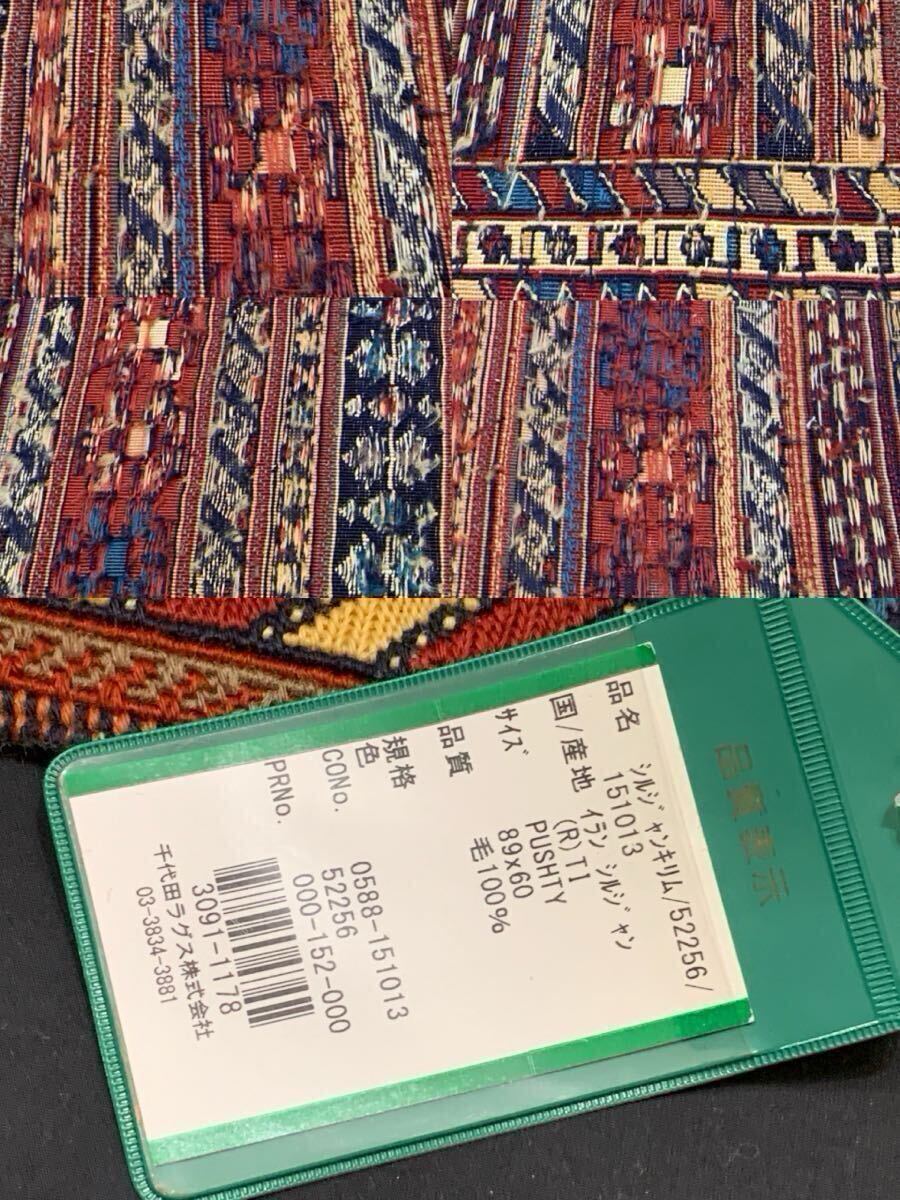 品質表示
品名 シルジャンキリム/52256/
151013
国/産地 イラン シルジャン
(R)TI
サイズ PUSHTY
89x60
品質 毛100%
規格
色 0588-151013
CONo. 52256
PRNo. 000-152-000
3091-1178
千代田ラグス株式会社
03-3834-3881